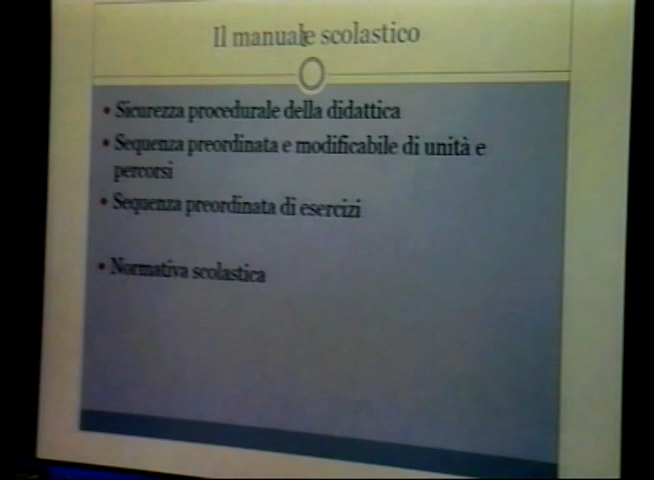 Il manuale scolastico
• Sicurezza procedurale della didattica
• Sequenza preordinata e modificabile di unità e
percorsi
• Sequenza preordinata di esercizi
• Normativa scolastica